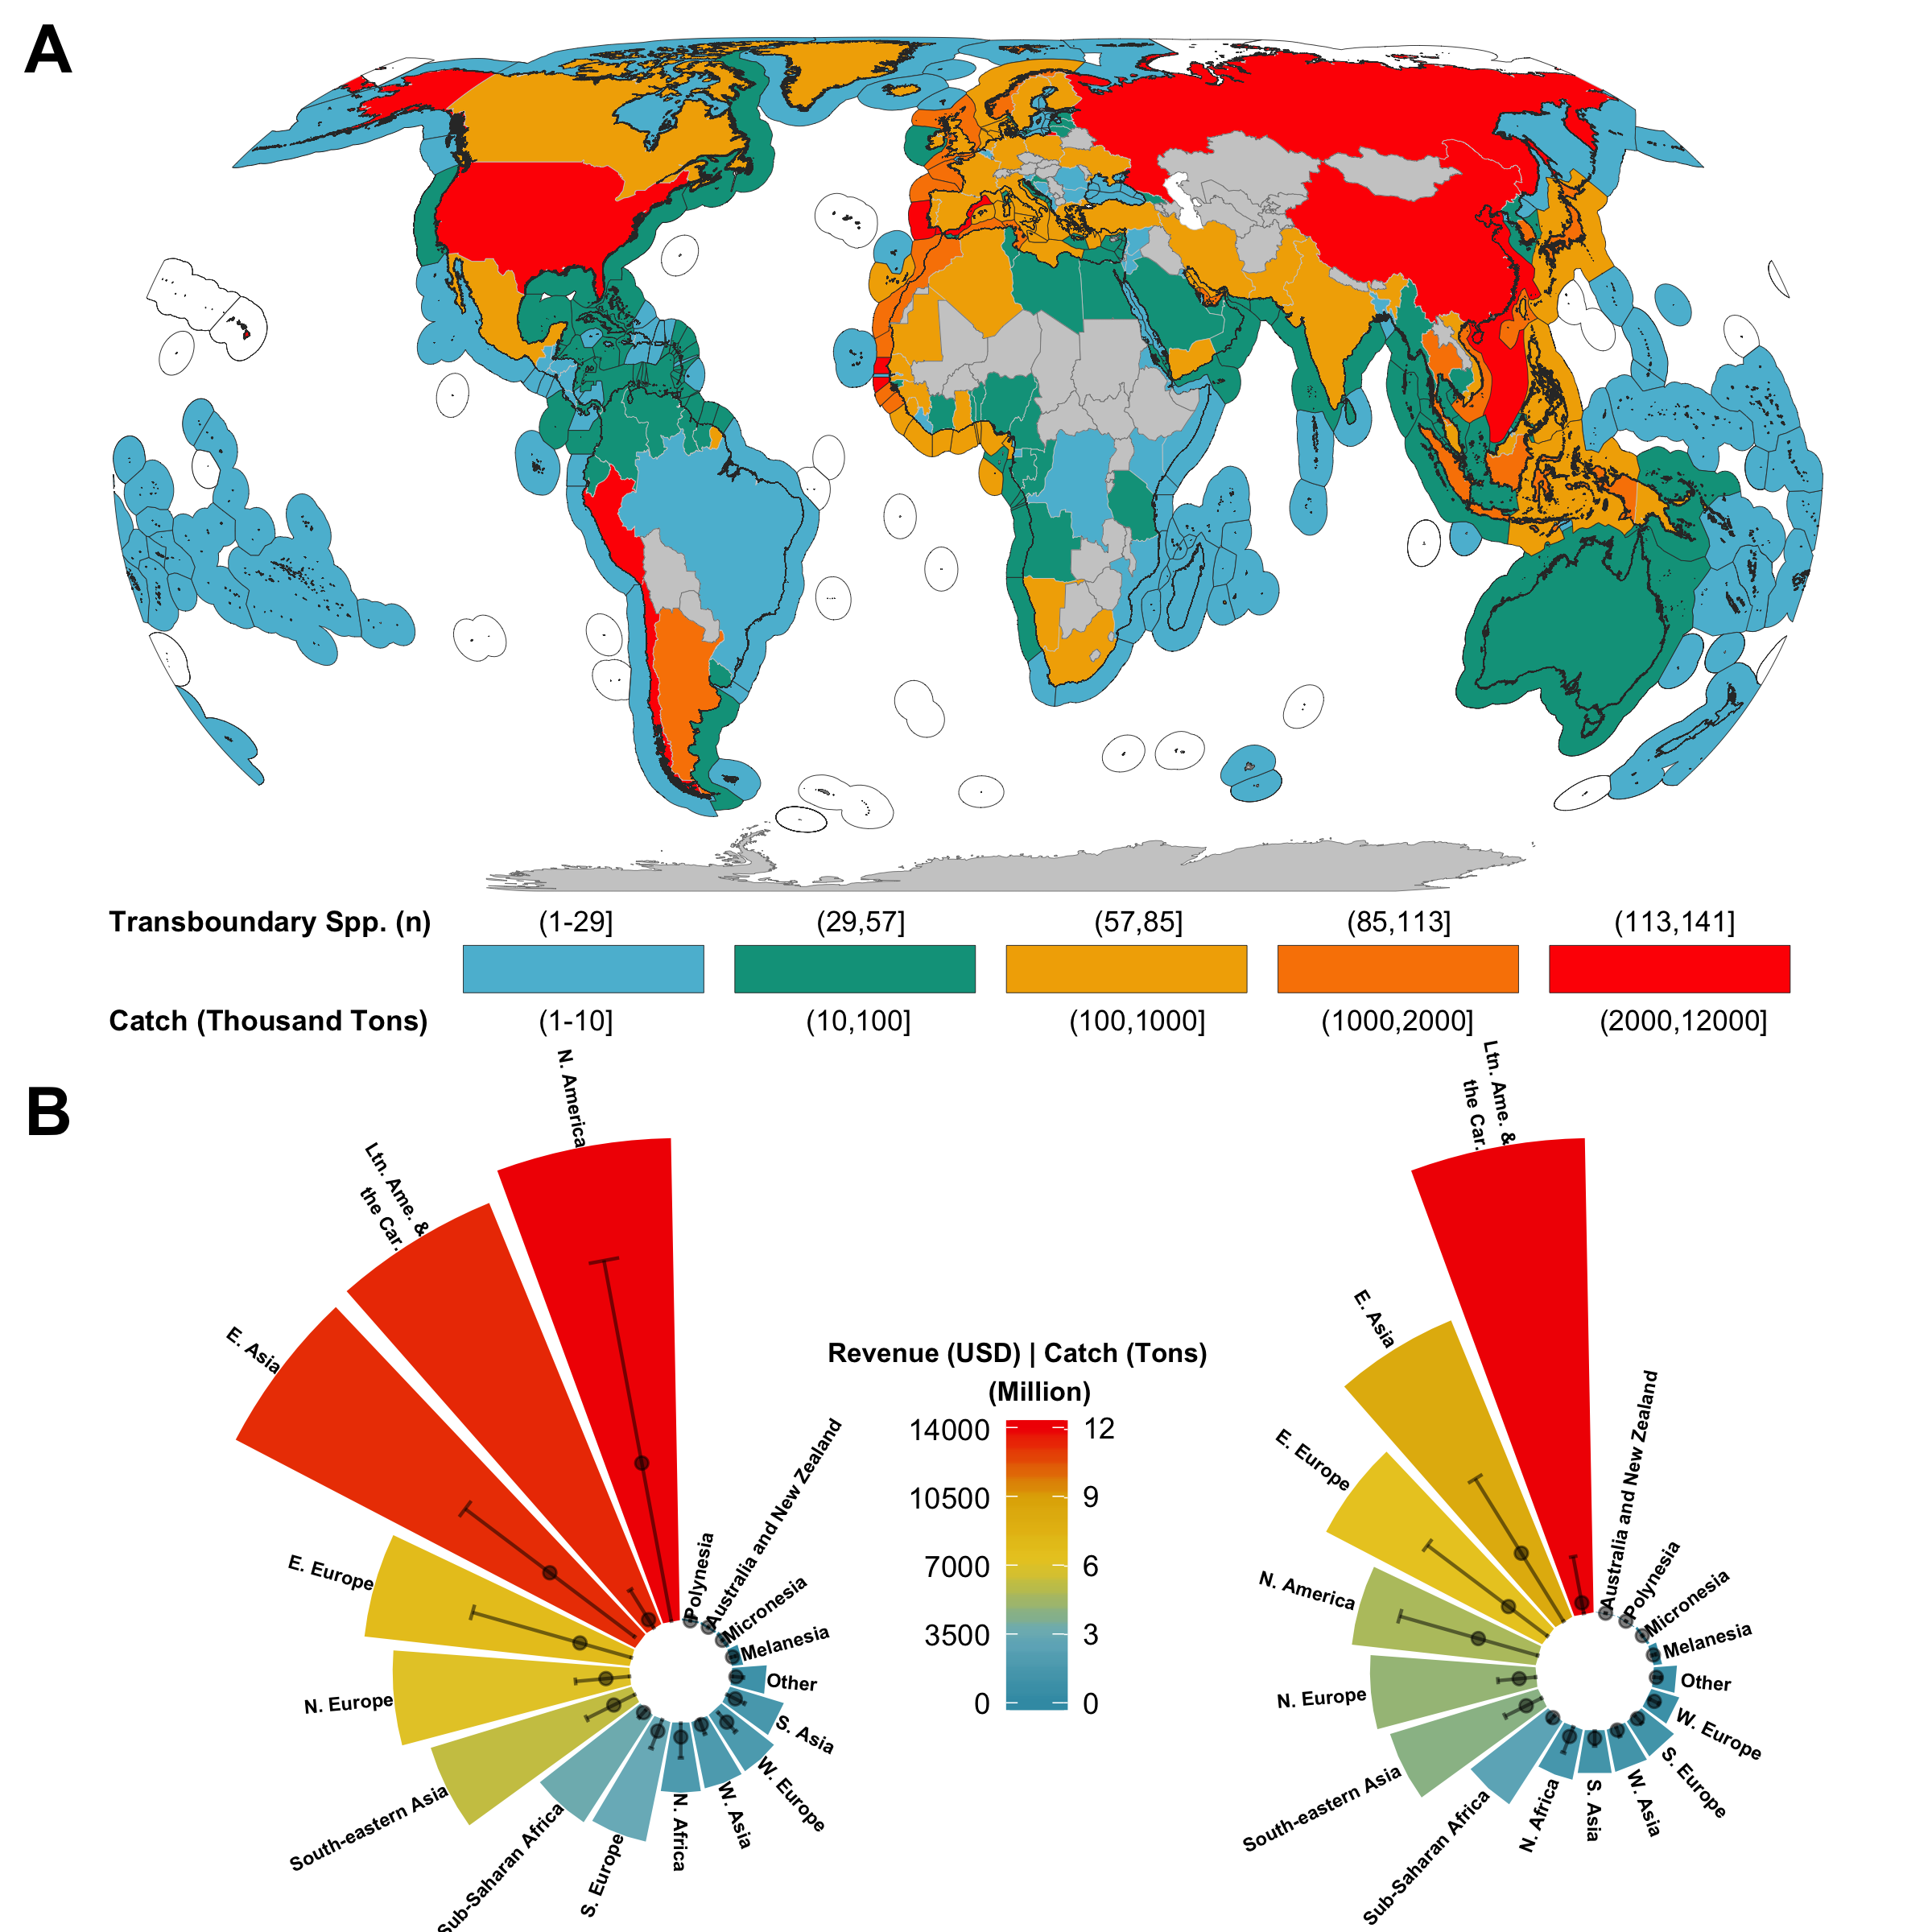 A
Transboundary Spp. (n)
(1-29]
(29,57]
(57,85]
(85,113]
(113,141]
Catch (Thousand Tons)
(1-10]
(10,100]
(100,1000]
(1000,2000]
(2000,12000]
B
N. America
Ltn. Ame. &
the Car.
E. Asia
E. Europe
N. Europe
South-eastern Asia
Sub-Saharan Africa
S. Europe
N. Africa
W. Asia
W. Europe
S. Asia
Other
Melanesia
Micronesia
Australia and New Zealand
Polynesia
Revenue (USD) | Catch (Tons)
(Million)
14000
12
10500
9
7000
6
3500
3
0
0
Ltn. Ame. &
the Car.
E. Asia
E. Europe
N. America
N. Europe
South-eastern Asia
Sub-Saharan Africa
N. Africa
S. Asia
W. Asia
S. Europe
W. Europe
Other
Melanesia
Micronesia
Polynesia
Australia and New Zealand